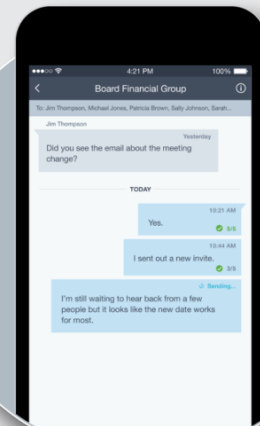 4:21 PM 100%
Board Financial Group
To: Jim Thompson, Michael Jones, Patricia Brown, Sally Johnson, Sarah...
Jim Thompson
Yesterday
Did you see the email about the meeting
change?
TODAY
10:21 AM
Yes.
5/5
10:44 AM
I sent out a new invite.
2/5
Sending...
I'm still waiting to hear back from a few
people but it looks like the new date works
for most.